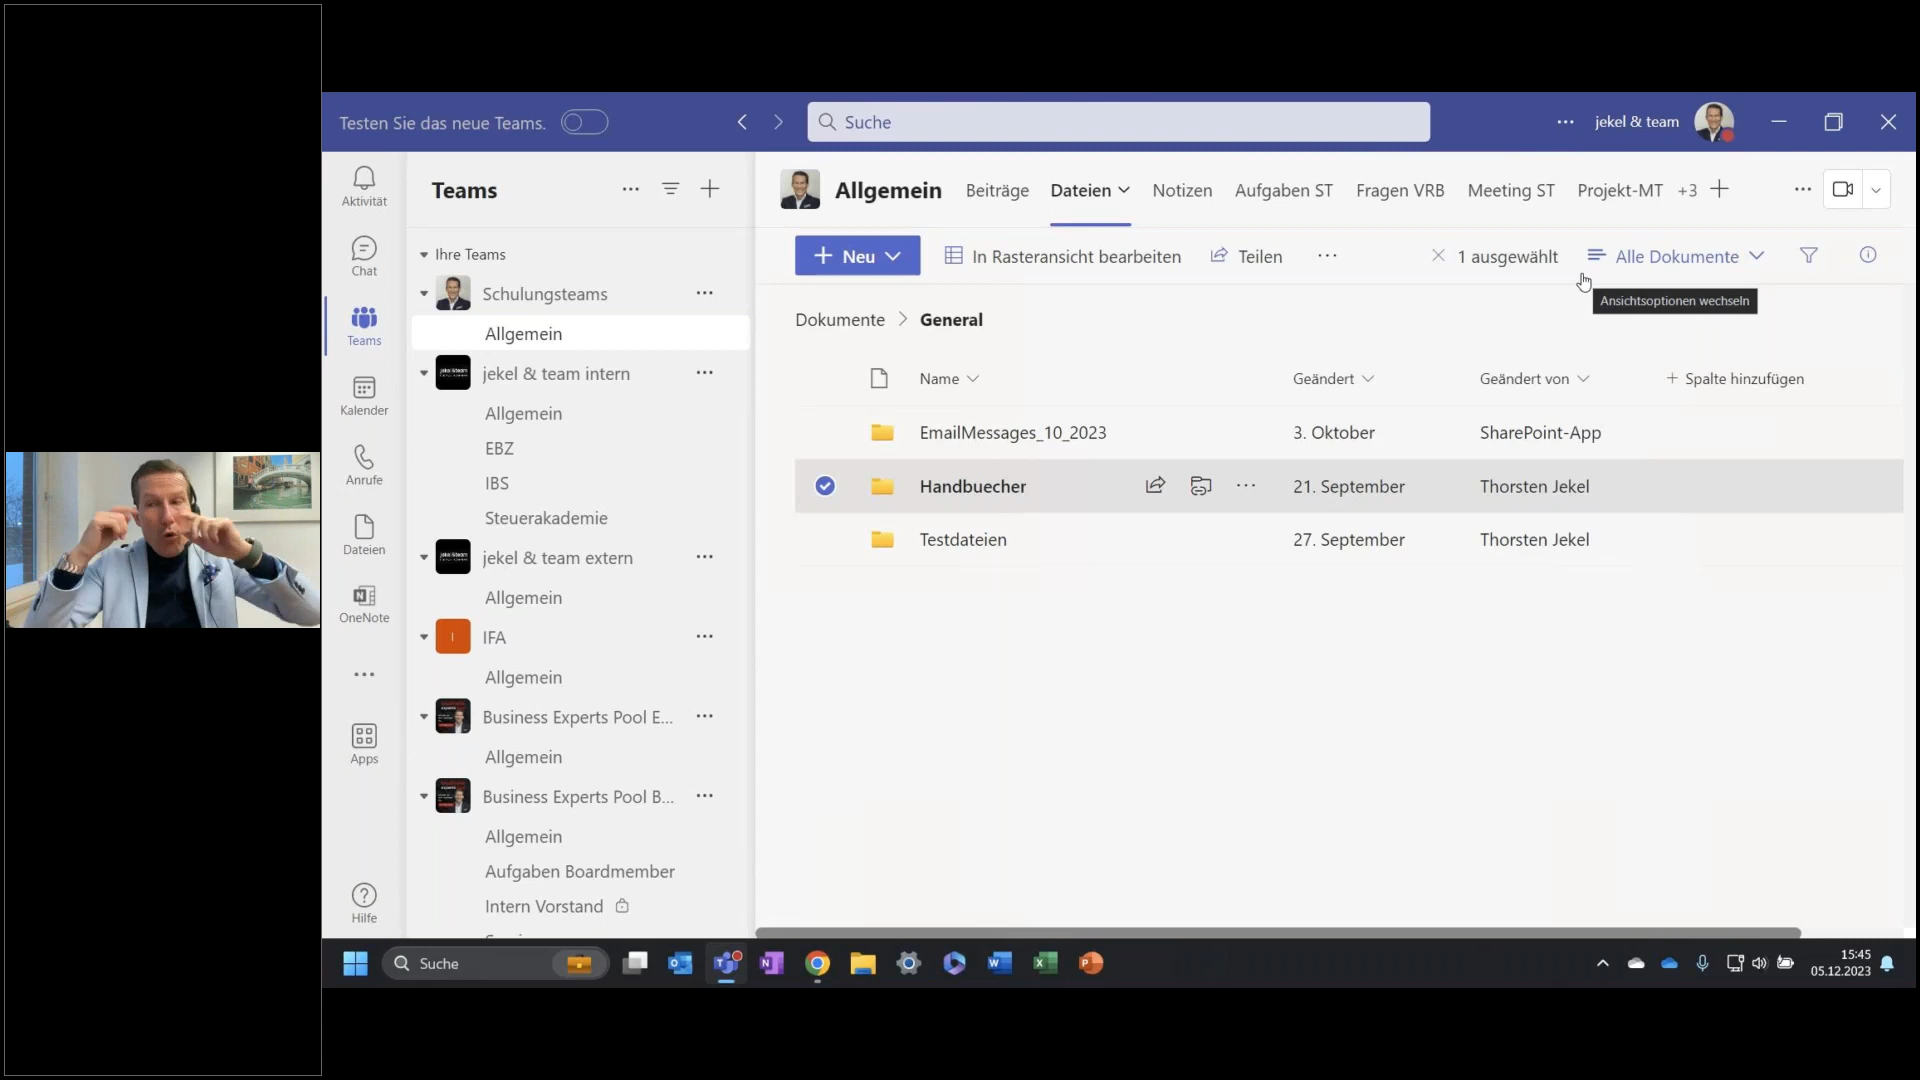 Testen Sie das neue Teams.
Suche
jekel & team
Aktivität
Chat
Teams
Kalender
Anrufe
Dateien
OneNote
Apps
Hilfe
Teams
Ihre Teams
Schulungsteams
Allgemein
jekel & team intern
Allgemein
EBZ
IBS
Steuerakademie
jekel & team extern
Allgemein
I
IFA
Allgemein
Business Experts Pool E...
Allgemein
Business Experts Pool B...
Allgemein
Aufgaben Boardmember
Intern Vorstand
Allgemein
Beiträge
Dateien
Notizen
Aufgaben ST
Fragen VRB
Meeting ST
Projekt-MT
+3
Neu
In Rasteransicht bearbeiten
Teilen
1 ausgewählt
Alle Dokumente
Ansichtsoptionen wechseln
Dokumente > General
Name
Geändert
Geändert von
+ Spalte hinzufügen
EmailMessages_10_2023
3. Oktober
SharePoint-App
Handbuecher
21. September
Thorsten Jekel
Testdateien
27. September
Thorsten Jekel
Suche
15:45
05.12.2023